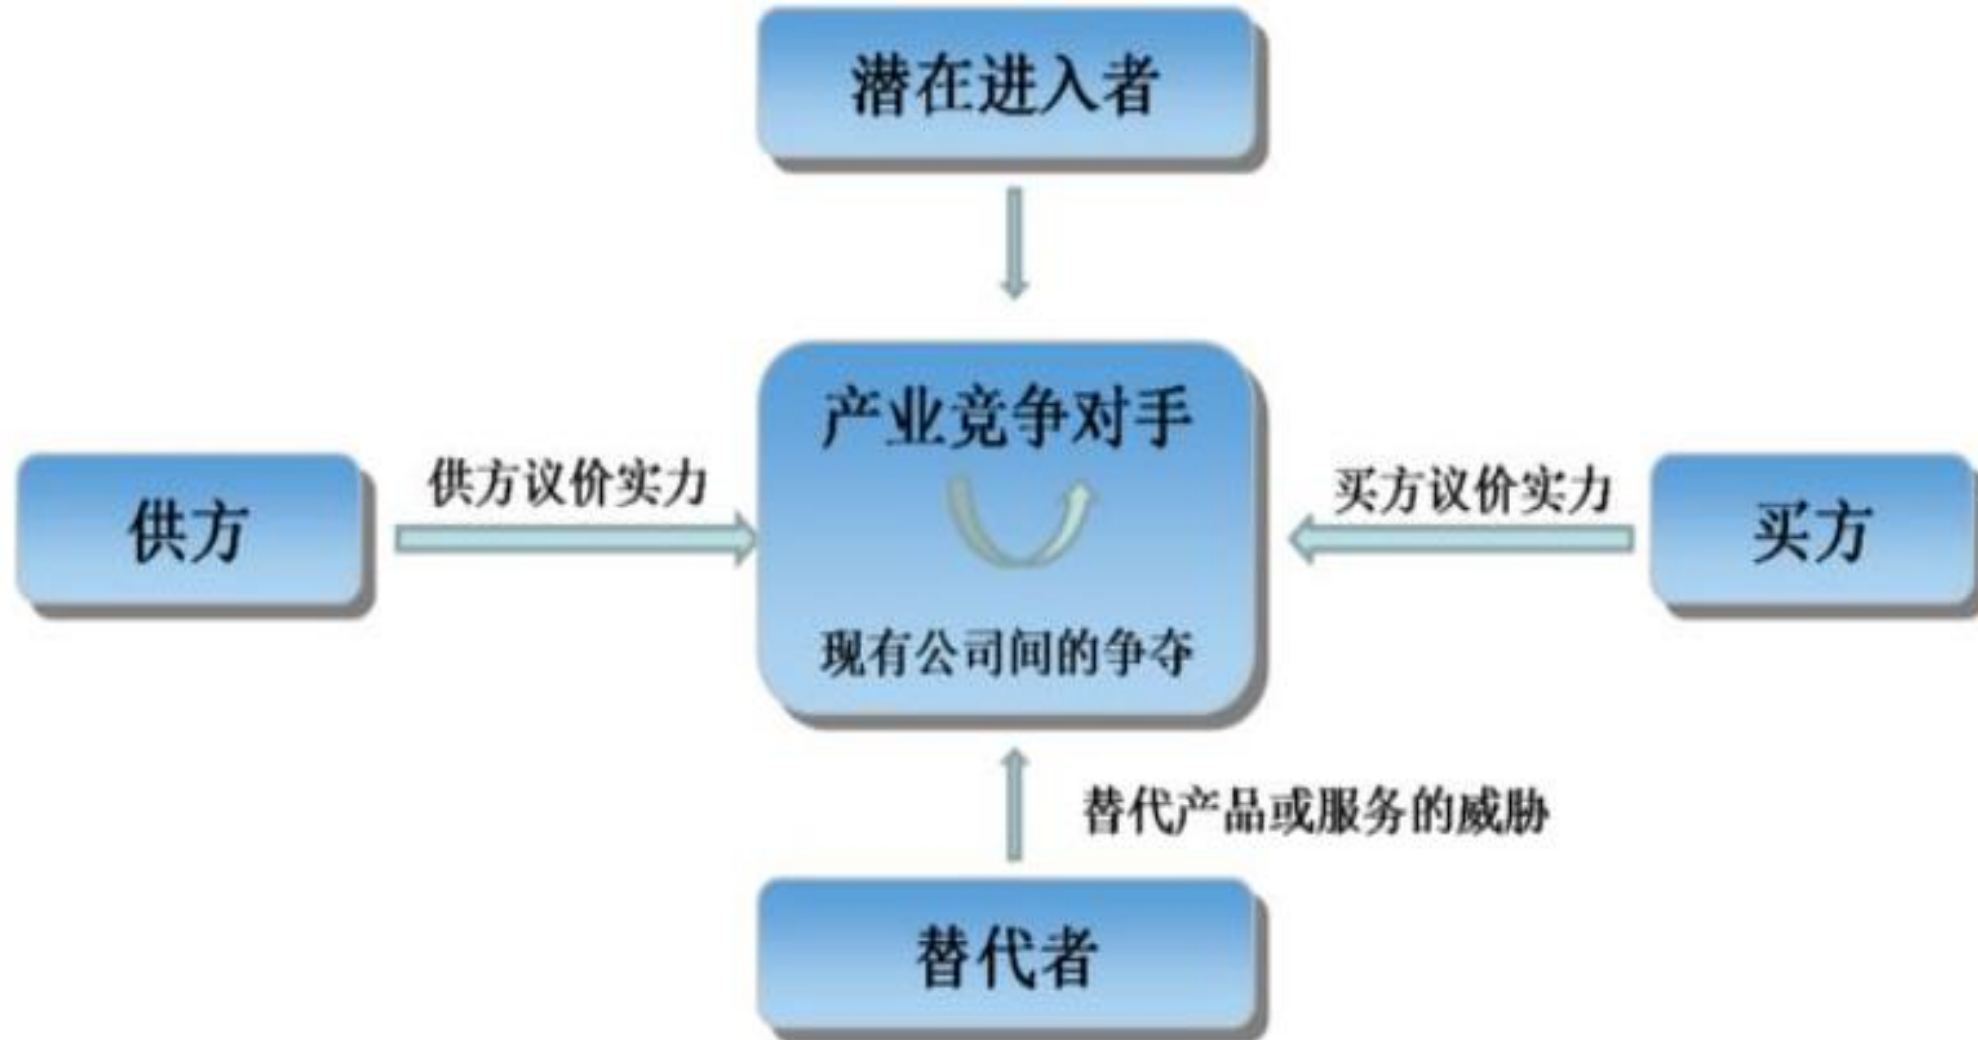 潜在进入者
产业竞争对手
供方议价实力
买方议价实力
供方
买方
现有公司间的争夺
替代产品或服务的威胁
替代者